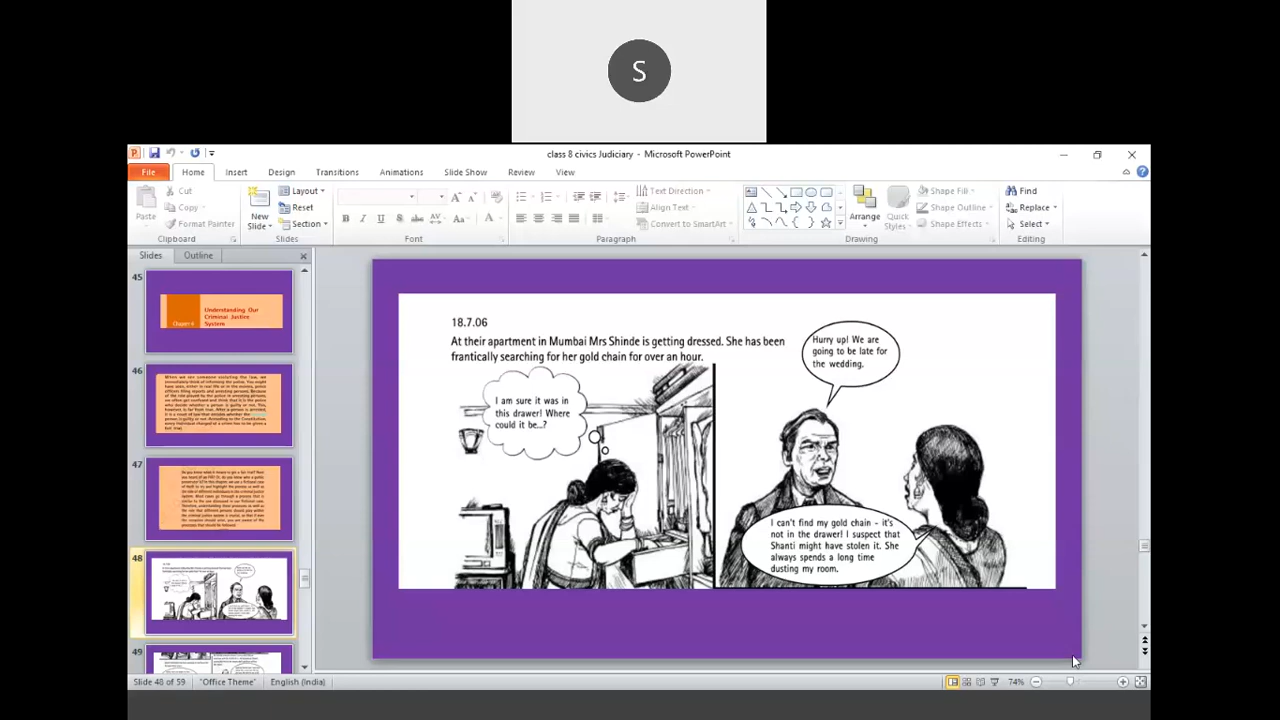 S
class 8 civics Judiciary - Microsoft PowerPoint
File Home Insert Design Transitions Animations Slide Show Review View
Paste
Cut
Copy
Format Painter
Clipboard
New
Slide
Layout
Reset
Section
Slides
Font
Text Direction
Align Text
Convert to SmartArt
Paragraph
Arrange
Quick
Styles
Shape Fill
Shape Outline
Shape Effects
Drawing
Find
Replace
Select
Editing
Slides Outline
45
Understanding Our
Criminal Justice
System
46
47
48
49
18.7.06
At their apartment in Mumbai Mrs Shinde is getting dressed. She has been
frantically searching for her gold chain for over an hour.
I am sure it was in
this drawer! Where
could it be...?
Hurry up! We are
going to be late for
the wedding.
I can't find my gold chain - it's
not in the drawer! I suspect that
Shanti might have stolen it. She
always spends a long time
dusting my room.
Slide 48 of 59 "Office Theme" English (India) 74%